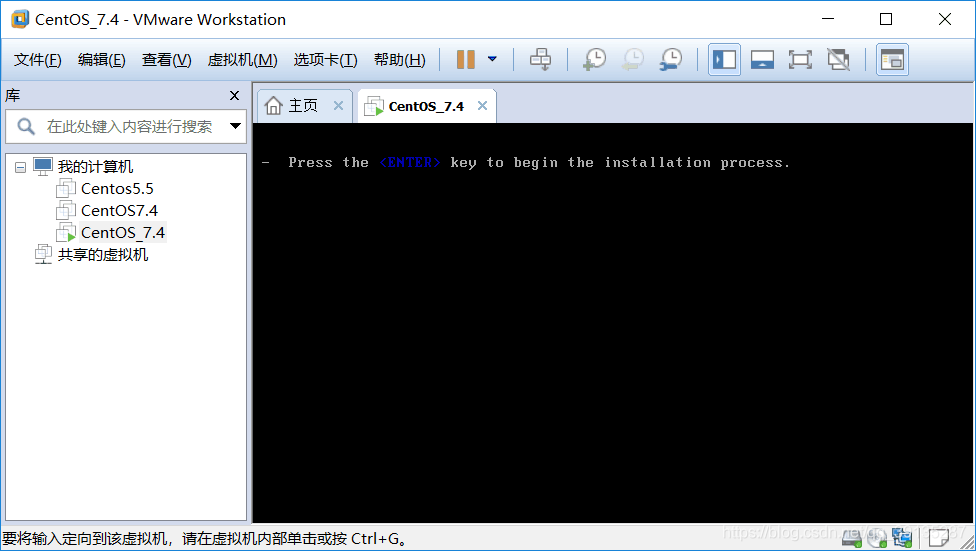 CentOS_7.4 - VMware Workstation
文件(F) 编辑(E) 查看(V) 虚拟机(M) 选项卡(T) 帮助(H)
库
在此处键入内容进行搜索
主页
CentOS_7.4
我的计算机
Centos5.5
CentOS7.4
CentOS_7.4
共享的虚拟机
- Press the <ENTER> key to begin the installation process.
要将输入定向到该虚拟机，请在虚拟机内部单击或按 Ctrl+G。